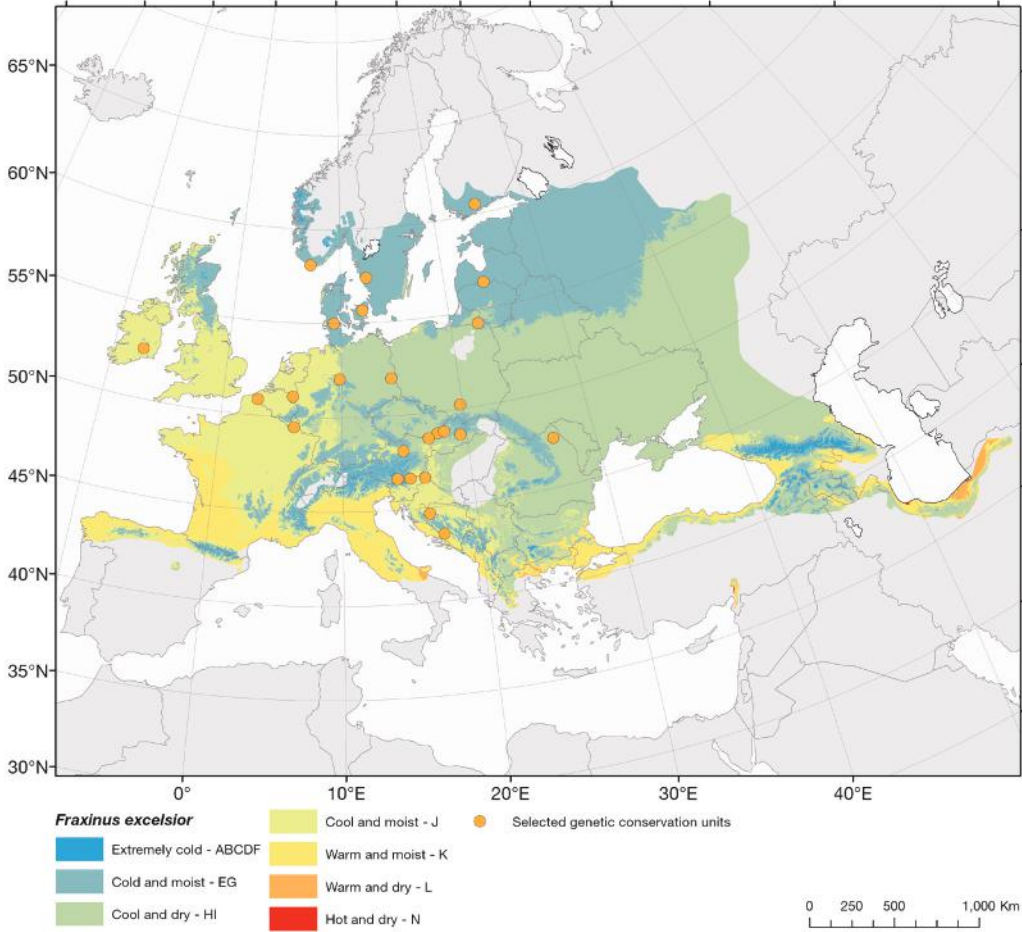 65°N
60°N
55°N
50°N
45°N
40°N
35°N
30°N
0° 10°E 20°E 30°E 40°E
Fraxinus excelsior
Extremely cold - ABCDF
Cold and moist - EG
Cool and dry - HI
Cool and moist - J
Warm and moist - K
Warm and dry - L
Hot and dry - N
Selected genetic conservation units
0 250 500 1,000 Km